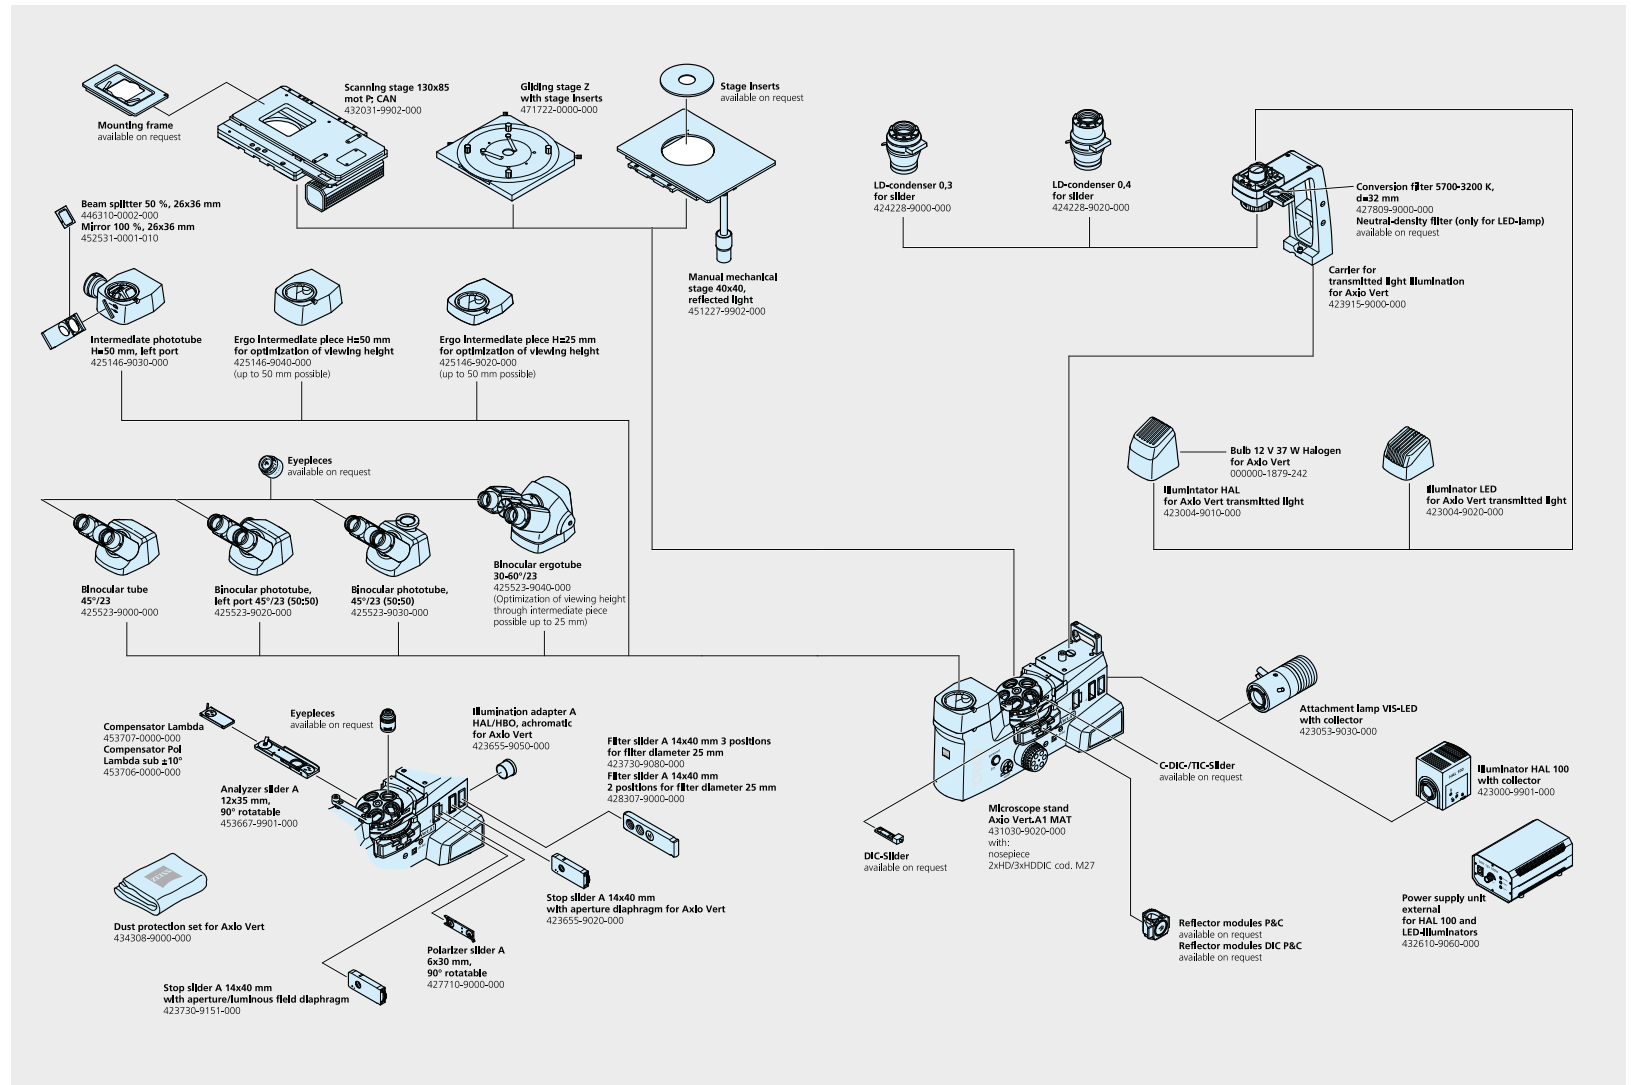 Mounting frame
available on request
Scanning stage 130x85
mot P; CAN
432031-9902-000
Gliding stage Z
with stage inserts
471722-0000-000
Stage inserts
available on request
Manual mechanical
stage 40x40,
reflected light
451227-9902-000
LD-condenser 0,3
for slider
424228-9000-000
LD-condenser 0,4
for slider
424228-9020-000
Conversion filter 5700-3200 K,
d=32 mm
427809-9000-000
Neutral-density filter (only for LED-lamp)
available on request
Carrier for
transmitted light illumination
for Axio Vert
423915-9000-000
Beam splitter 50 %, 26x36 mm
446310-0002-000
Mirror 100 %, 26x36 mm
452531-0001-010
Intermediate phototube
H=50 mm, left port
425146-9030-000
Ergo intermediate piece H=50 mm
for optimization of viewing height
425146-9040-000
(up to 50 mm possible)
Ergo intermediate piece H=25 mm
for optimization of viewing height
425146-9020-000
(up to 50 mm possible)
Bulb 12 V 37 W Halogen
for Axio Vert
000000-1879-242
Illumintator HAL
for Axio Vert transmitted light
423004-9010-000
Illuminator LED
for Axio Vert transmitted light
423004-9020-000
Eyepleces
available on request
Binocular tube
45°/23
425523-9000-000
Binocular phototube,
left port 45°/23 (50:50)
425523-9020-000
Binocular phototube,
45°/23 (50:50)
425523-9030-000
Binocular ergotube
30-60°/23
425523-9040-000
(Optimization of viewing height
through intermediate piece
possible up to 25 mm)
Compensator Lambda
453707-0000-000
Compensator Pol
Lambda sub ±10°
453706-0000-000
Analyzer slider A
12x35 mm,
90° rotatable
453667-9901-000
Eyepleces
available on request
Illumination adapter A
HAL/HBO, achromatic
for Axio Vert
423655-9050-000
Filter slider A 14x40 mm 3 positions
for filter diameter 25 mm
423730-9080-000
Filter slider A 14x40 mm
2 positions for filter diameter 25 mm
428307-9000-000
ZEISS
Dust protection set for Axio Vert
434308-9000-000
Stop slider A 14x40 mm
with aperture diaphragm for Axio Vert
423655-9020-000
Polarizer slider A
6x30 mm,
90° rotatable
427710-9000-000
Stop slider A 14x40 mm
with aperture/luminous field diaphragm
423730-9151-000
Microscope stand
Axio Vert.A1 MAT
431030-9020-000
with:
nosepiece
2xHD/3xHDDIC cod. M27
DIC-Slider
available on request
C-DIC-/TIC-Slider
available on request
Reflector modules P&C
available on request
Reflector modules DIC P&C
available on request
Attachment lamp VIS-LED
with collector
423053-9030-000
HAL 100
Illuminator HAL 100
with collector
423000-9901-000
Power supply unit
external
for HAL 100 and
LED-Illuminators
432610-9060-000